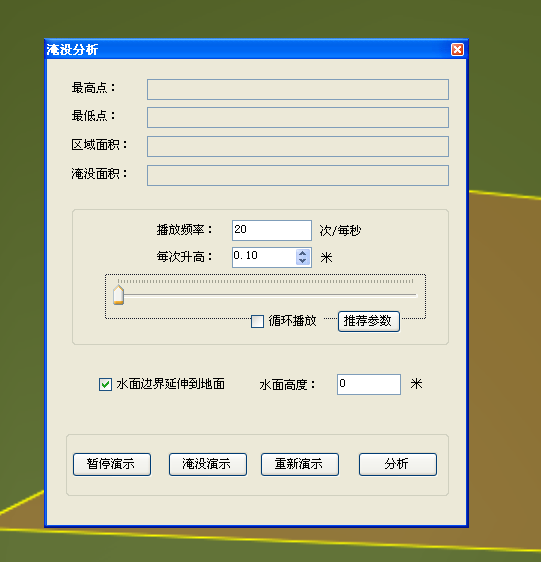 淹没分析
最高点：
最低点：
区域面积：
淹没面积：
播放频率： 20 次/每秒
每次升高： 0.10 米
循环播放 推荐参数
水面边界延伸到地面 水面高度： 0 米
暂停演示 淹没演示 重新演示 分析